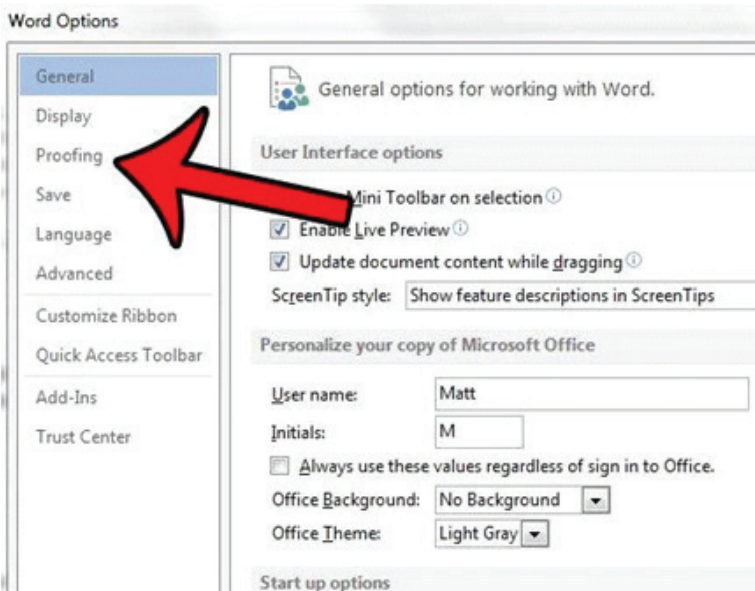 Word Options
General
Display
Proofing
Save
Language
Advanced
Customize Ribbon
Quick Access Toolbar
Add-Ins
Trust Center
General options for working with Word.
User Interface options
Mini Toolbar on selection
Enable Live Preview
Update document content while dragging
ScreenTip style: Show feature descriptions in ScreenTips
Personalize your copy of Microsoft Office
User name: Matt
Initials: M
Always use these values regardless of sign in to Office.
Office Background: No Background
Office Theme: Light Gray
Start up options